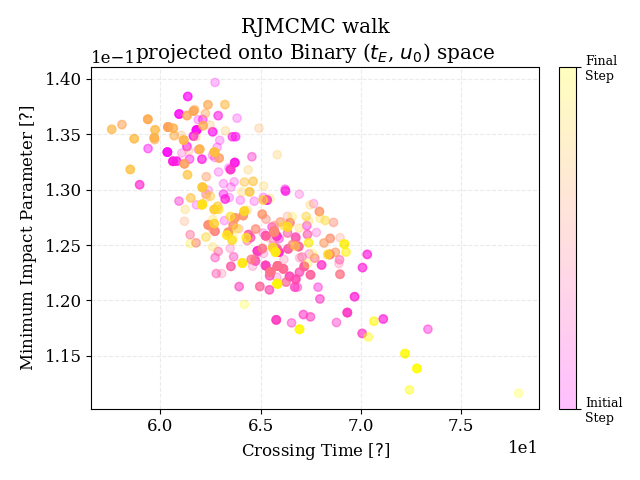 RJMCMC walk
projected onto Binary (t_E, u_0) space
1e−1
1.40
1.35
1.30
1.25
1.20
1.15
Minimum Impact Parameter [?]
6.0 6.5 7.0 7.5
1e1
Crossing Time [?]
Final
Step
Initial
Step